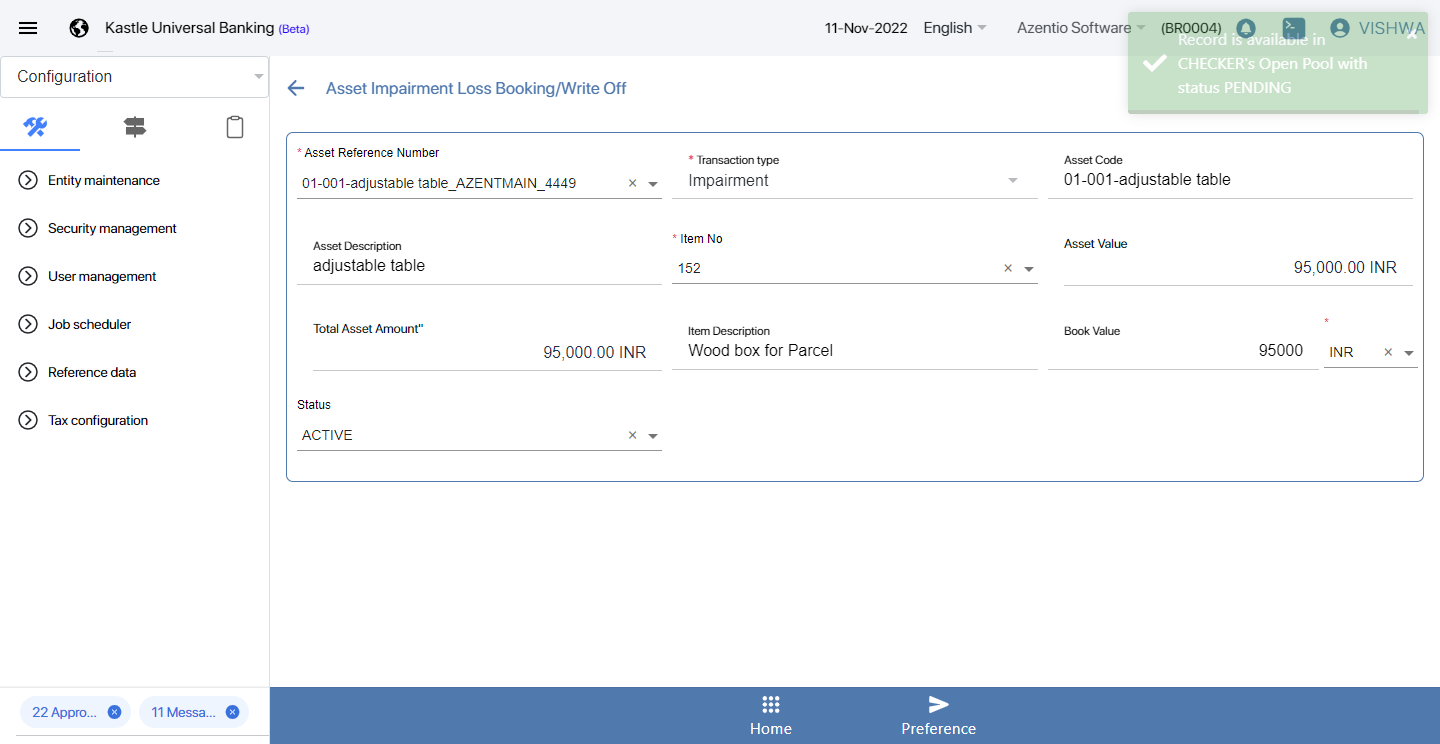 Kastle Universal Banking (Beta)
11-Nov-2022
English
Azentio Software
(BR0004)
VISHWA
Record is available in
CHECKER's Open Pool with
status PENDING
Configuration
Asset Impairment Loss Booking/Write Off
Entity maintenance
Security management
User management
Job scheduler
Reference data
Tax configuration
* Asset Reference Number
01-001-adjustable table_AZENTMAIN_4449
* Transaction type
Impairment
Asset Code
01-001-adjustable table
Asset Description
adjustable table
* Item No
152
Asset Value
95,000.00 INR
Total Asset Amount"
95,000.00 INR
Item Description
Wood box for Parcel
Book Value
95000
*
INR
Status
ACTIVE
22 Appro...
11 Messa...
Home
Preference